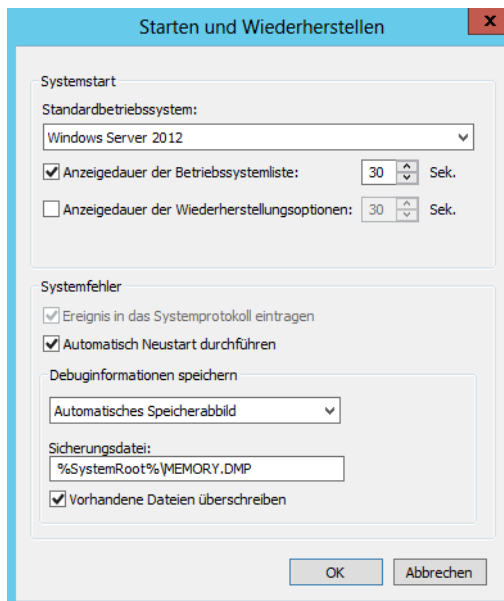 Starten und Wiederherstellen
x
Systemstart
Standardbetriebssystem:
Windows Server 2012
Anzeigedauer der Betriebssystemliste: 30 Sek.
Anzeigedauer der Wiederherstellungsoptionen: 30 Sek.
Systemfehler
Ereignis in das Systemprotokoll eintragen
Automatisch Neustart durchführen
Debuginformationen speichern
Automatisches Speicherabbild
Sicherungsdatei:
%SystemRoot%\MEMORY.DMP
Vorhandene Dateien überschreiben
OK Abbrechen